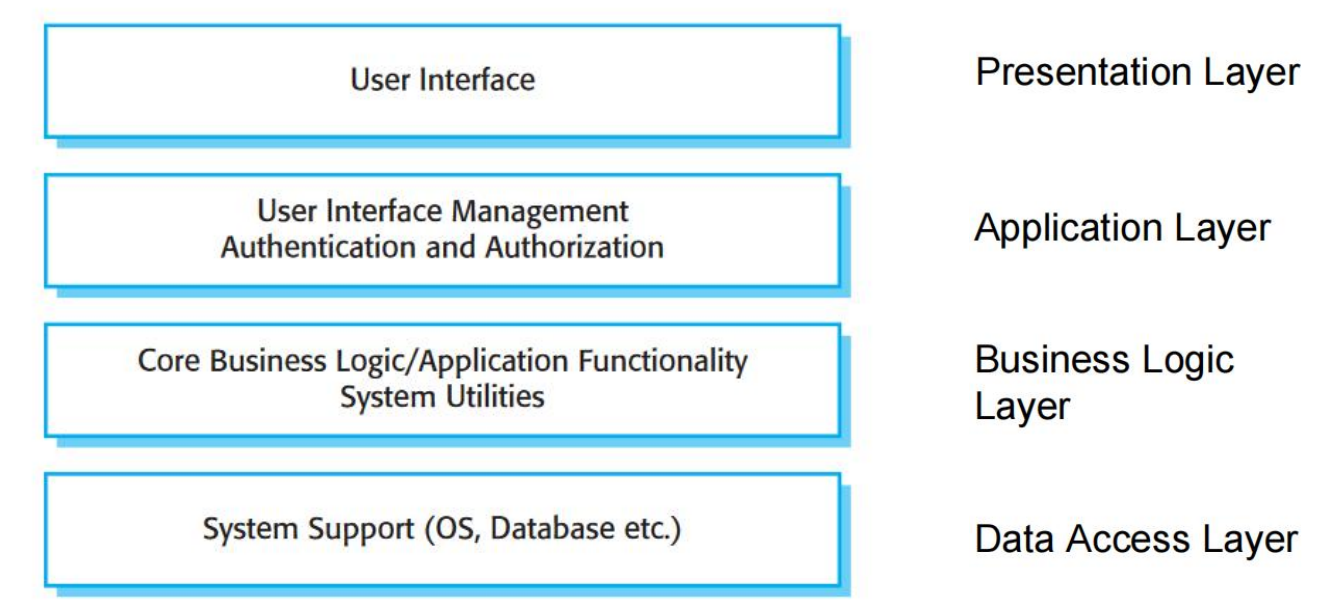 User Interface
Presentation Layer
User Interface Management
Authentication and Authorization
Application Layer
Core Business Logic/Application Functionality
System Utilities
Business Logic
Layer
System Support (OS, Database etc.)
Data Access Layer